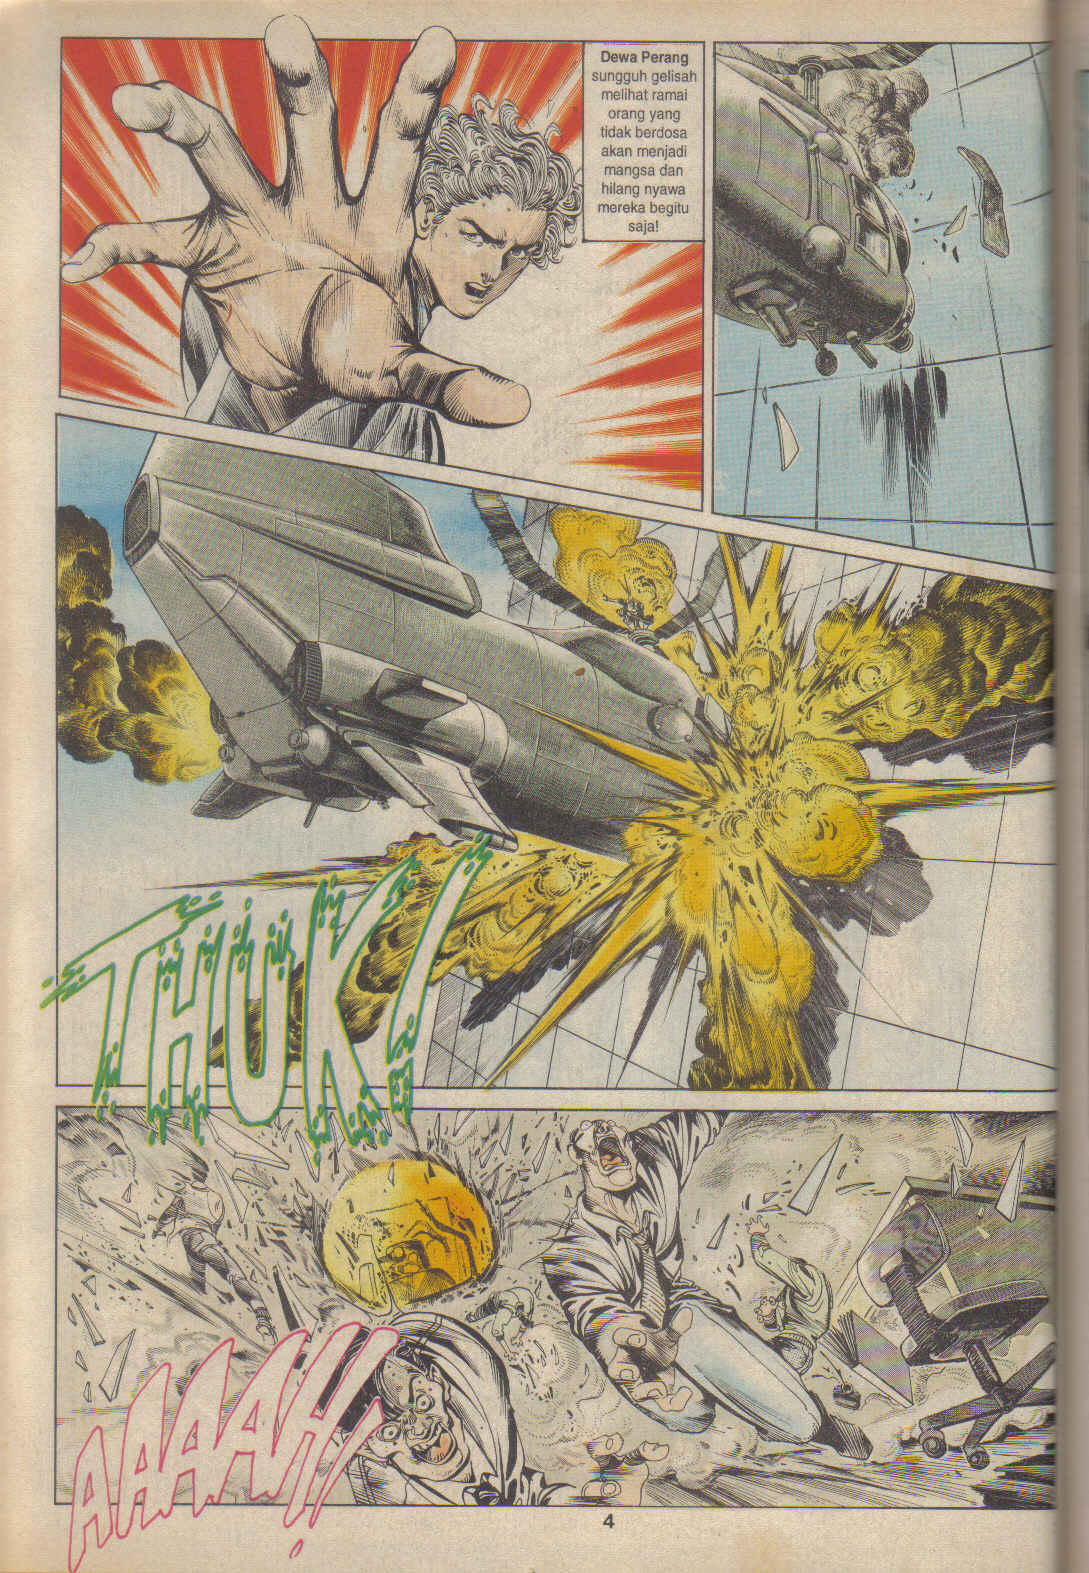 Dewa Perang
sungguh gelisah
melihat ramai
orang yang
tidak berdosa
akan menjadi
mangsa dan
hilang nyawa
mereka begitu
saja!
THUK!
AAAAAH!!
4